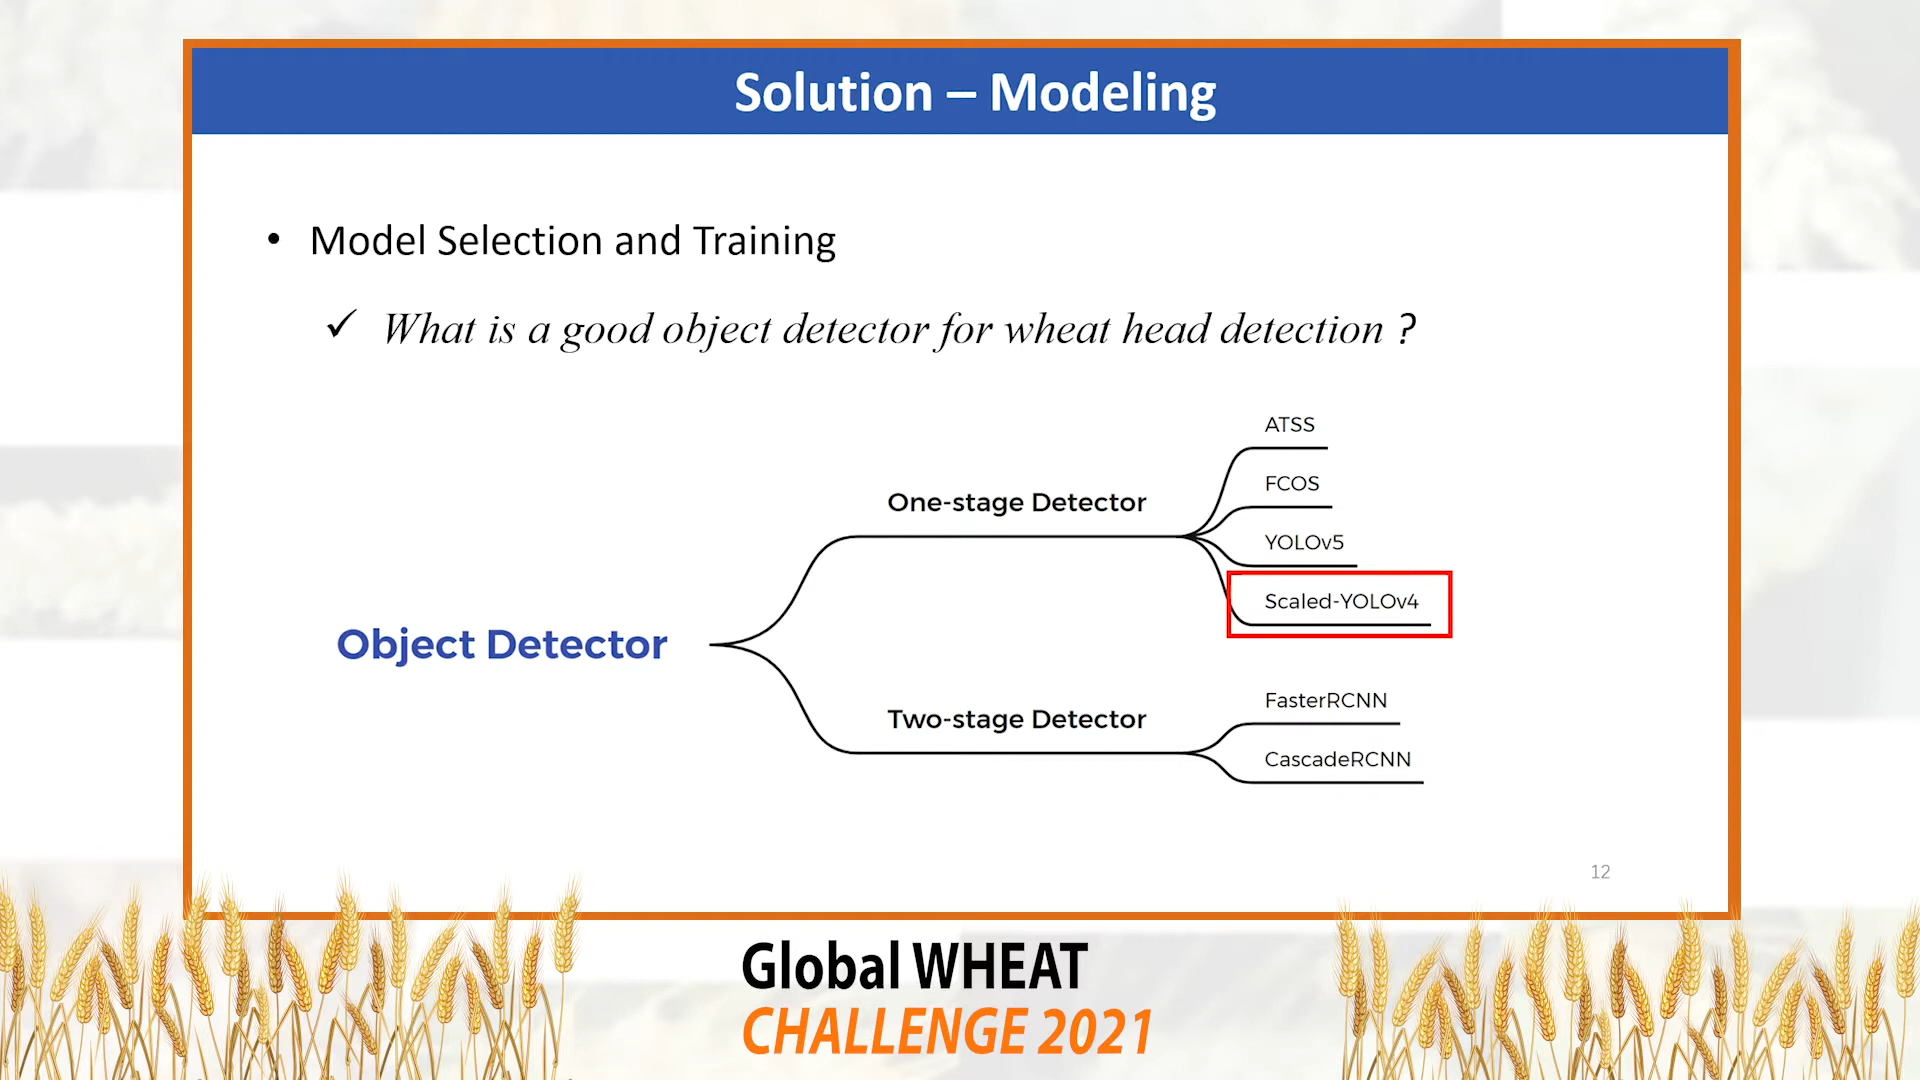 Solution – Modeling
• Model Selection and Training
✓ What is a good object detector for wheat head detection ?
ATSS
FCOS
One-stage Detector
YOLOv5
Scaled-YOLOv4
Object Detector
FasterRCNN
Two-stage Detector
CascadeRCNN
12
Global WHEAT
CHALLENGE 2021